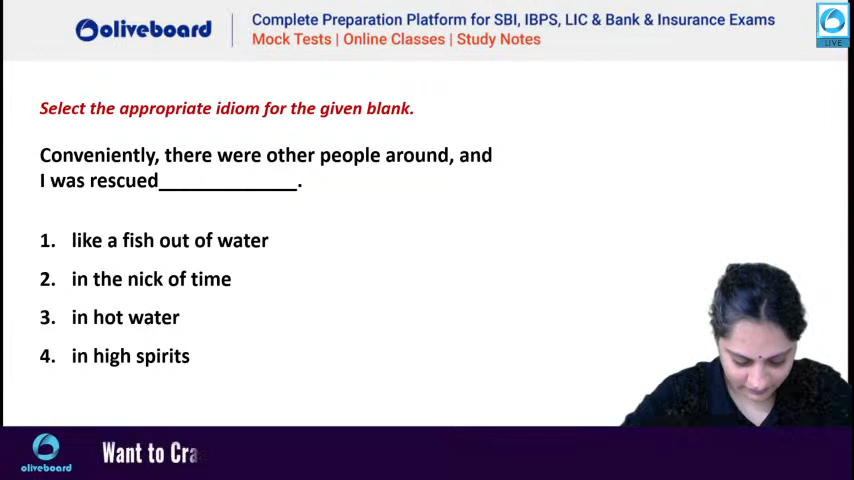 oliveboard
Complete Preparation Platform for SBI, IBPS, LIC & Bank & Insurance Exams
Mock Tests | Online Classes | Study Notes
LIVE
Select the appropriate idiom for the given blank.
Conveniently, there were other people around, and
I was rescued_____________.
1. like a fish out of water
2. in the nick of time
3. in hot water
4. in high spirits
oliveboard
Want to Cra